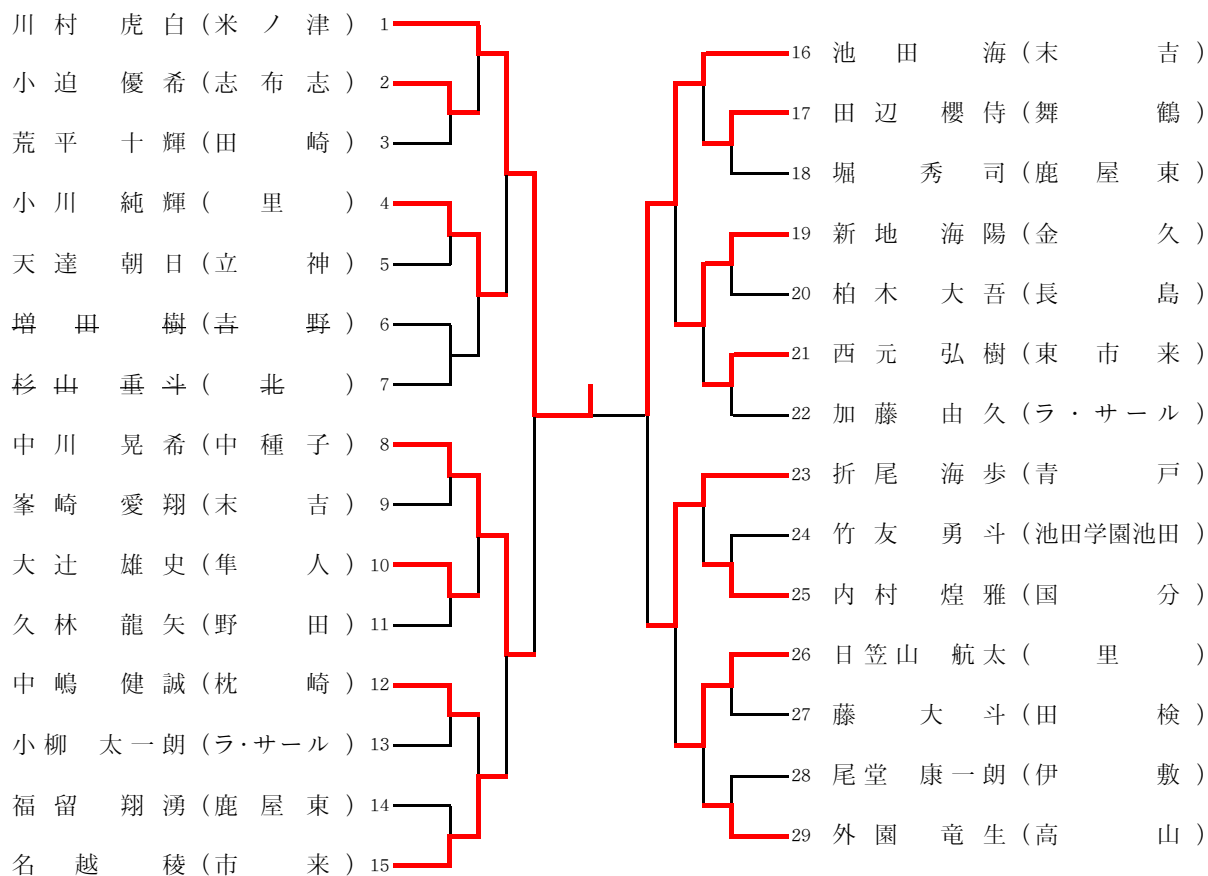 川村 虎白(米ノ津) 1
小迫 優希(志布志) 2
荒平 十輝(田崎) 3
小川 純輝(里) 4
天達 朝日(立神) 5
増田 樹(吉野) 6
杉山 重斗(北) 7
中川 晃希(中種子) 8
峯崎 愛翔(末吉) 9
大辻 雄史(隼人) 10
久林 龍矢(野田) 11
中嶋 健誠(枕崎) 12
小柳 太一朗(ラ·サール) 13
福留 翔湧(鹿屋東) 14
名越 稜(市来) 15
16 池田 海(末吉)
17 田辺 櫻侍(舞鶴)
18 堀 秀司(鹿屋東)
19 新地 海陽(金久)
20 柏木 大吾(長島)
21 西元 弘樹(東市来)
22 加藤 由久(ラ・サール)
23 折尾 海歩(青戸)
24 竹友 勇斗(池田学園池田)
25 内村 煌雅(国分)
26 日笠山 航太(里)
27 藤 大斗(田検)
28 尾堂 康一朗(伊敷)
29 外園 竜生(高山)